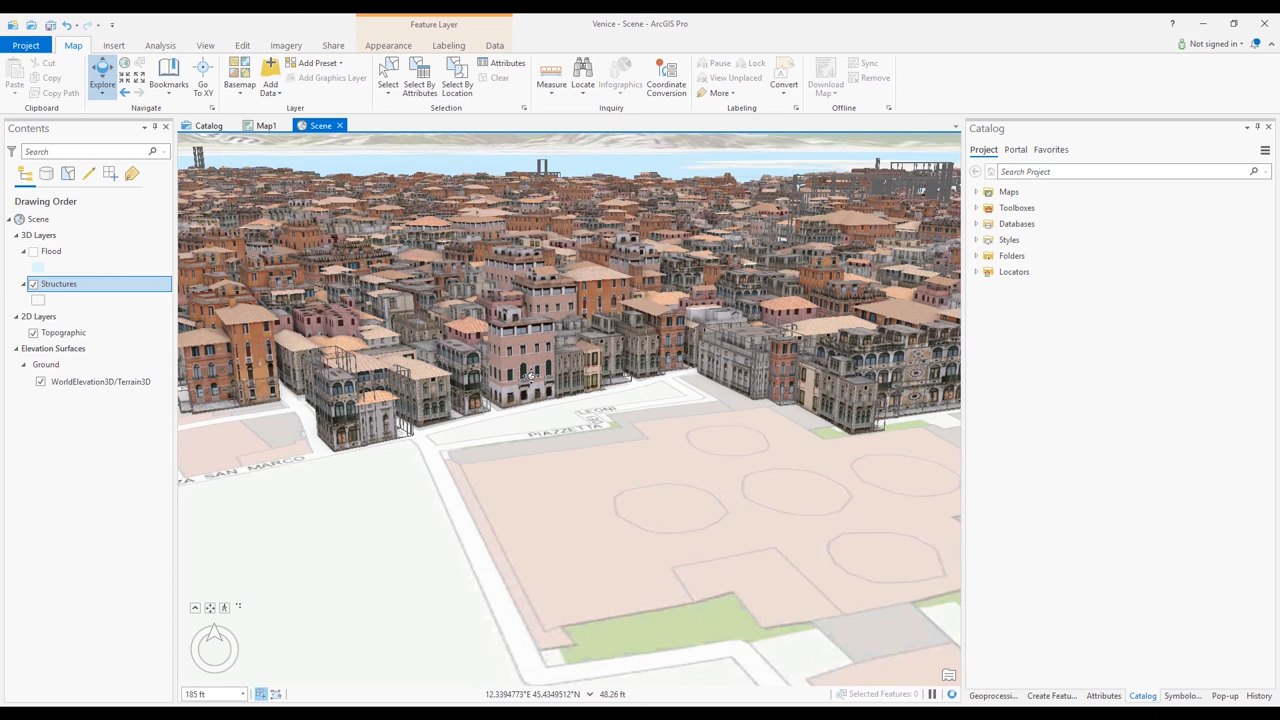 Feature Layer
Venice - Scene - ArcGIS Pro
Project
Map
Insert
Analysis
View
Edit
Imagery
Share
Appearance
Labeling
Data
Not signed in
Paste
Cut
Copy
Copy Path
Clipboard
Explore
Bookmarks
Go To XY
Navigate
Basemap
Add Data
Add Preset
Add Graphics Layer
Layer
Select
Select By Attributes
Select By Location
Attributes
Clear
Selection
Measure
Locate
Infographics
Coordinate Conversion
Inquiry
Pause
Lock
View Unplaced
More
Convert
Labeling
Download Map
Sync
Remove
Offline
Contents
Search
Drawing Order
Scene
3D Layers
Flood
Structures
2D Layers
Topographic
Elevation Surfaces
Ground
WorldElevation3D/Terrain3D
Catalog
Map1
Scene
PIAZZETTA
LEONI
ZA SAN MARCO
185 ft
12.3394773°E 45.4349512°N
48.26 ft
Selected Features: 0
Catalog
Project
Portal
Favorites
Search Project
Maps
Toolboxes
Databases
Styles
Folders
Locators
Geoprocessi...
Create Featu...
Attributes
Catalog
Symbolo...
Pop-up
History